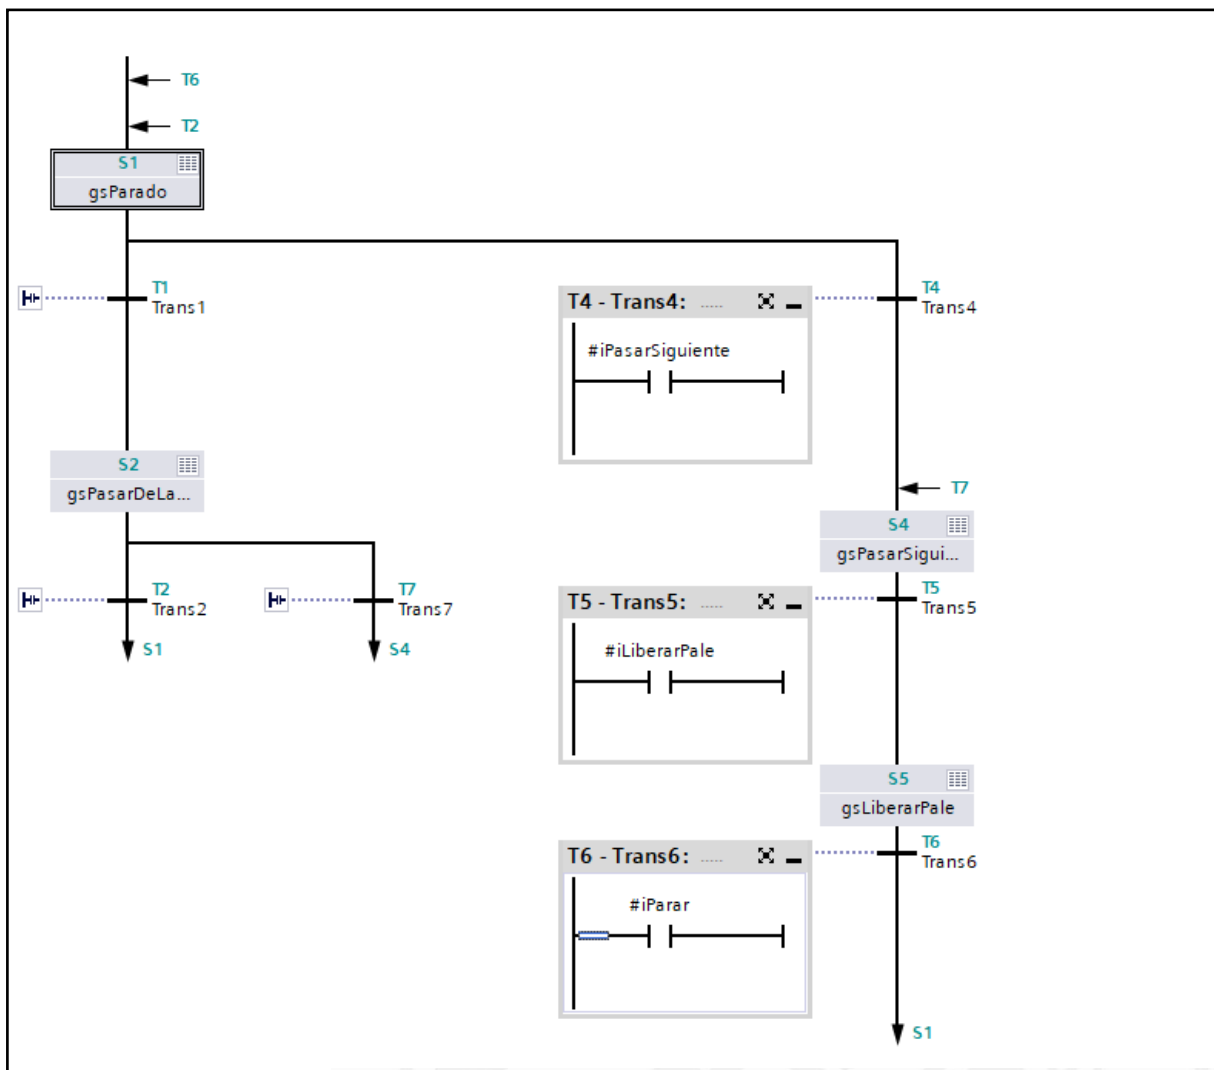 T6
T2
S1
gsParado
T1
Trans1
T4 - Trans4: .....
#iPasarSiguiente
T4
Trans4
S2
gsPasarDeLa...
T7
S4
gsPasarSigui...
T2
Trans2
T7
Trans7
S1
S4
T5 - Trans5: .....
#iLiberarPale
T5
Trans5
S5
gsLiberarPale
T6 - Trans6: .....
#iParar
T6
Trans6
S1